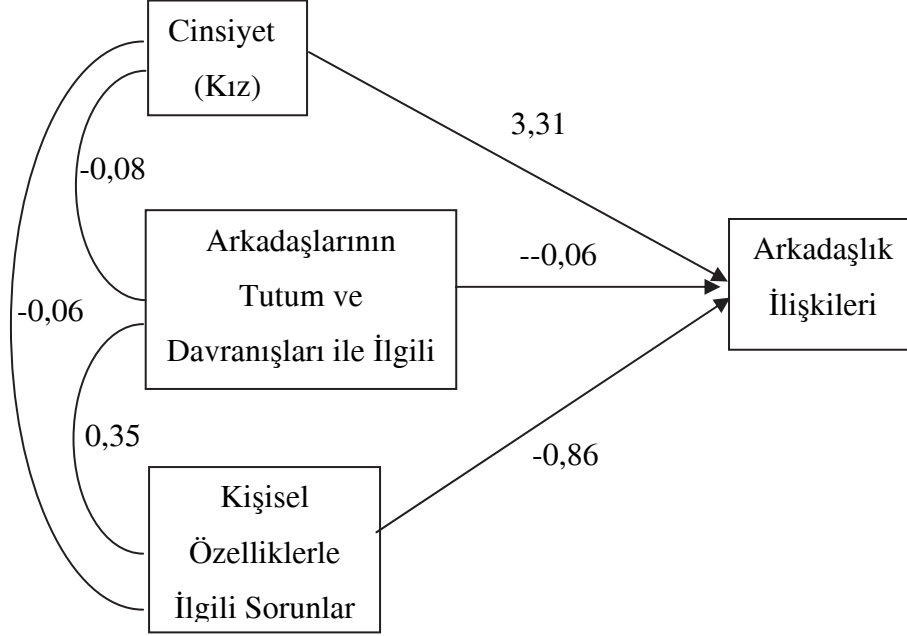 Cinsiyet
(Kız)
3,31
-0,08
Arkadaşlarının
Tutum ve
Davranışları ile İlgili
--0,06
Arkadaşlık
İlişkileri
-0,06
0,35
-0,86
Kişisel
Özelliklerle
İlgili Sorunlar